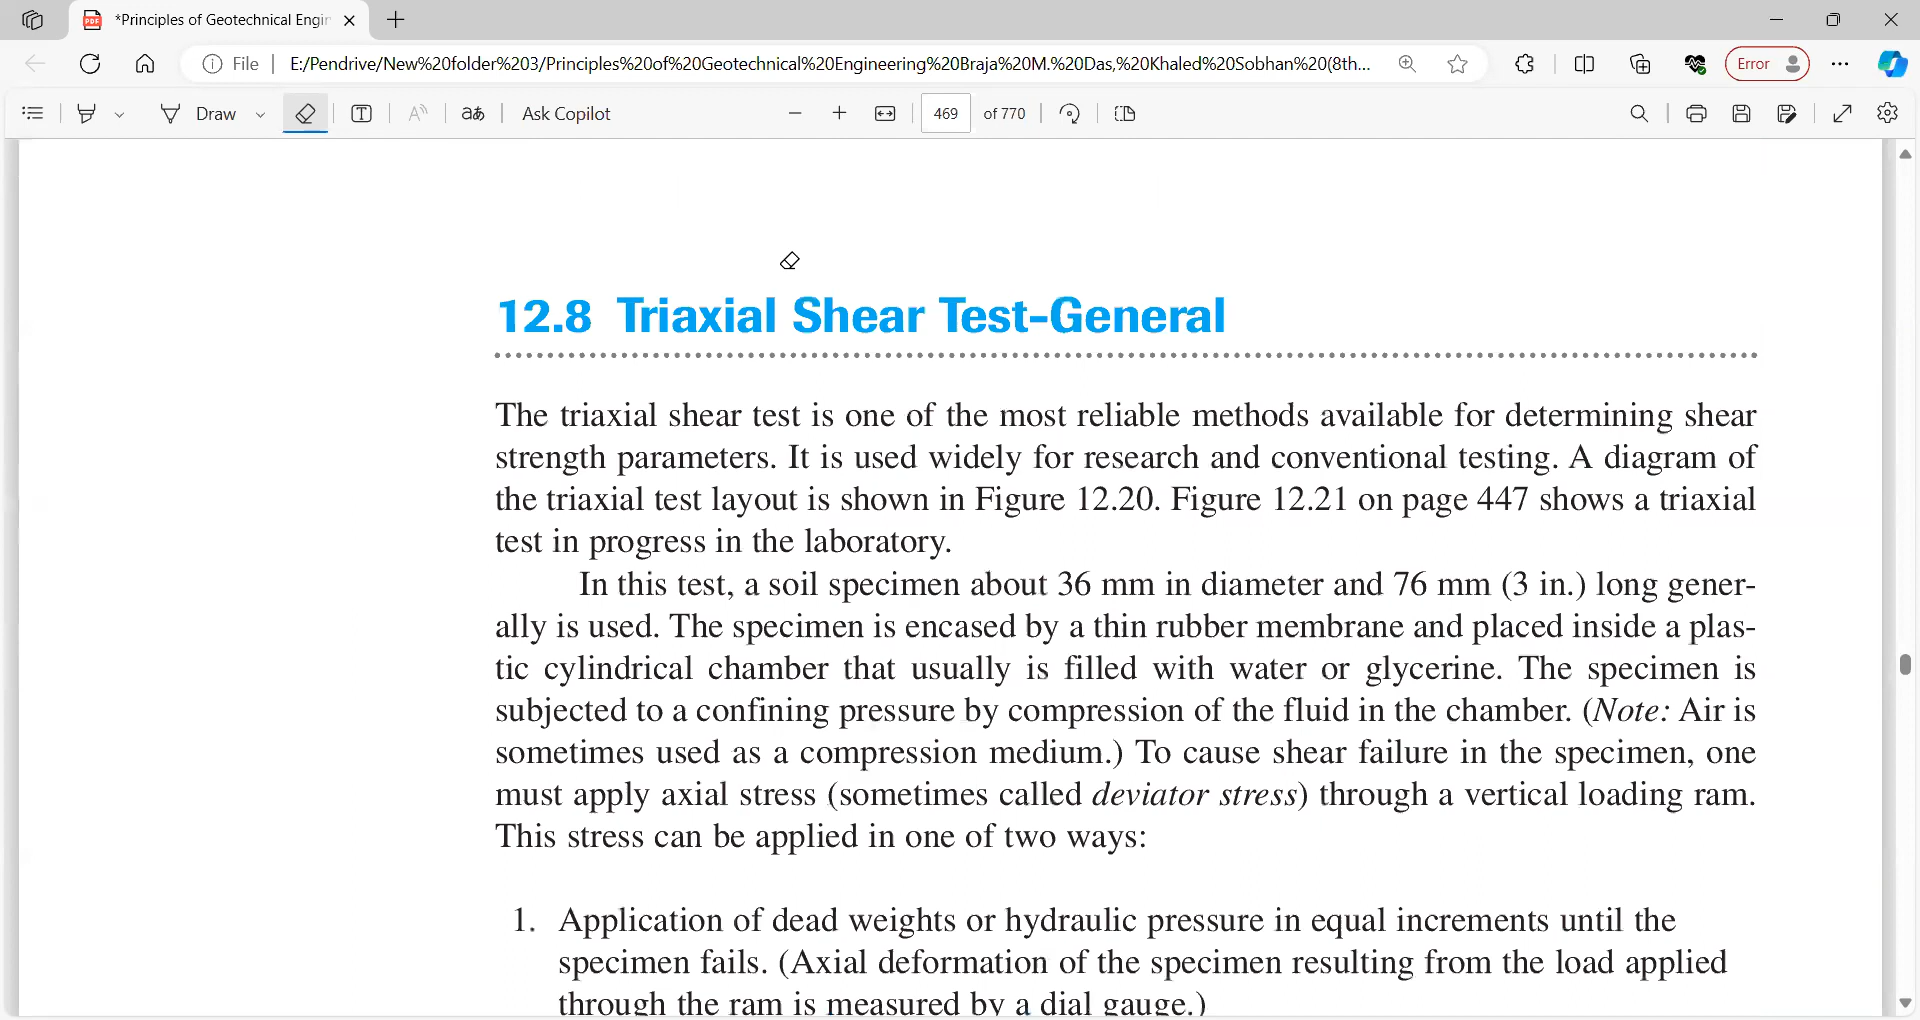 *Principles of Geotechnical Engir
File
E:/Pendrive/New%20folder%203/Principles%20of%20Geotechnical%20Engineering%20Braja%20M.%20Das,%20Khaled%20Sobhan%20(8th...
Error
Draw
Ask Copilot
469 of 770
12.8 Triaxial Shear Test-General
The triaxial shear test is one of the most reliable methods available for determining shear
strength parameters. It is used widely for research and conventional testing. A diagram of
the triaxial test layout is shown in Figure 12.20. Figure 12.21 on page 447 shows a triaxial
test in progress in the laboratory.
In this test, a soil specimen about 36 mm in diameter and 76 mm (3 in.) long gener-
ally is used. The specimen is encased by a thin rubber membrane and placed inside a plas-
tic cylindrical chamber that usually is filled with water or glycerine. The specimen is
subjected to a confining pressure by compression of the fluid in the chamber. (Note: Air is
sometimes used as a compression medium.) To cause shear failure in the specimen, one
must apply axial stress (sometimes called deviator stress) through a vertical loading ram.
This stress can be applied in one of two ways:
1. Application of dead weights or hydraulic pressure in equal increments until the
specimen fails. (Axial deformation of the specimen resulting from the load applied
through the ram is measured by a dial gauge.)